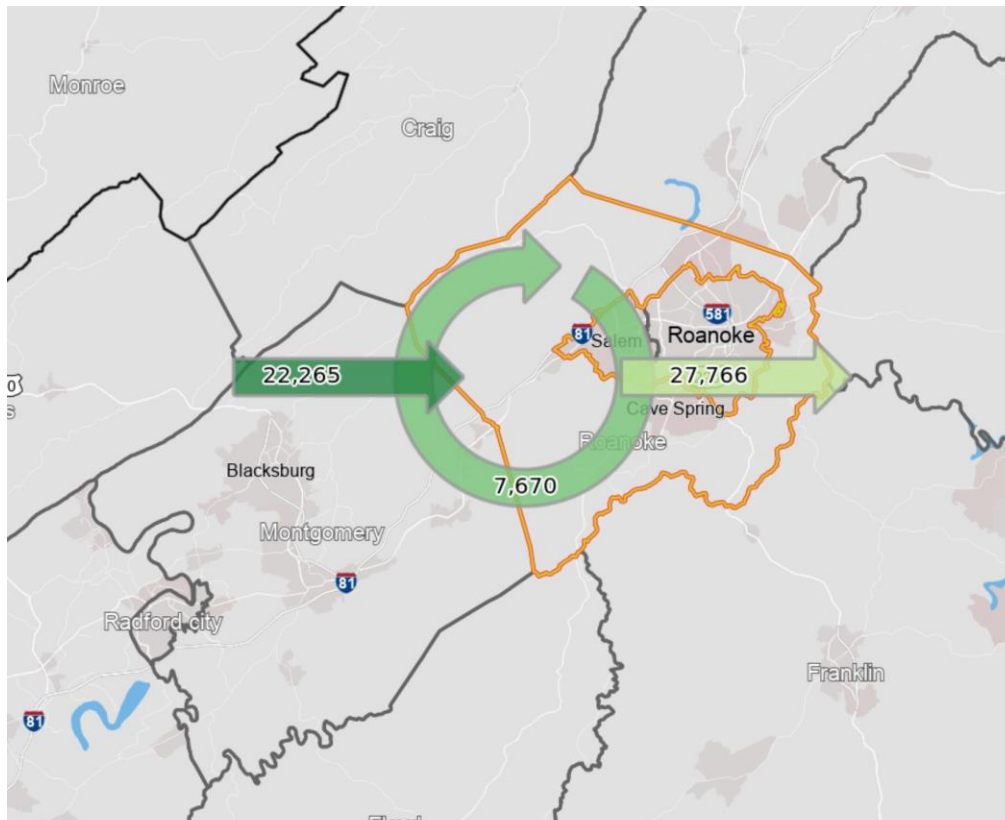 Monroe
Craig
581
81
Roanoke
Salem
22,265
27,766
Cave Spring
Roanoke
Blacksburg
7,670
Montgomery
81
Radford city
Franklin
81